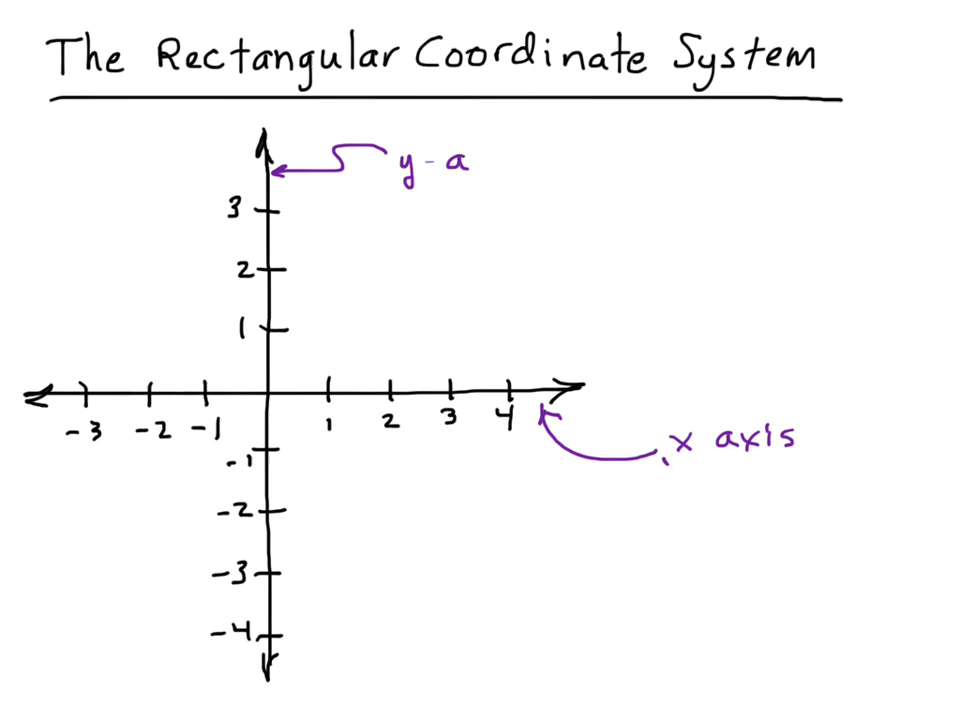 The Rectangular Coordinate System
y - a
3
2
1
-3 -2 -1 1 2 3 4
x axis
-1
-2
-3
-4